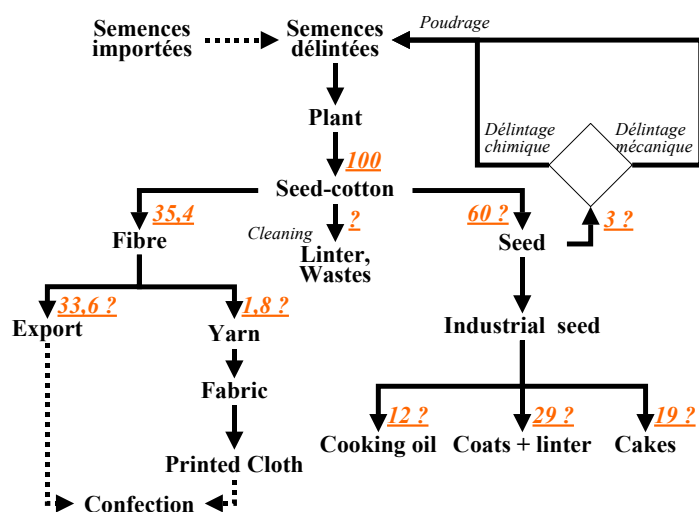 Semences
importées
Semences
délintées
Poudrage
Plant
Délintage
chimique
Délintage
mécanique
100
Seed-cotton
35,4
?
60 ?
3 ?
Fibre
Cleaning
Linter,
Wastes
Seed
33,6 ?
1,8 ?
Export
Yarn
Industrial seed
Fabric
12 ?
29 ?
19 ?
Cooking oil
Coats + linter
Cakes
Printed Cloth
Confection